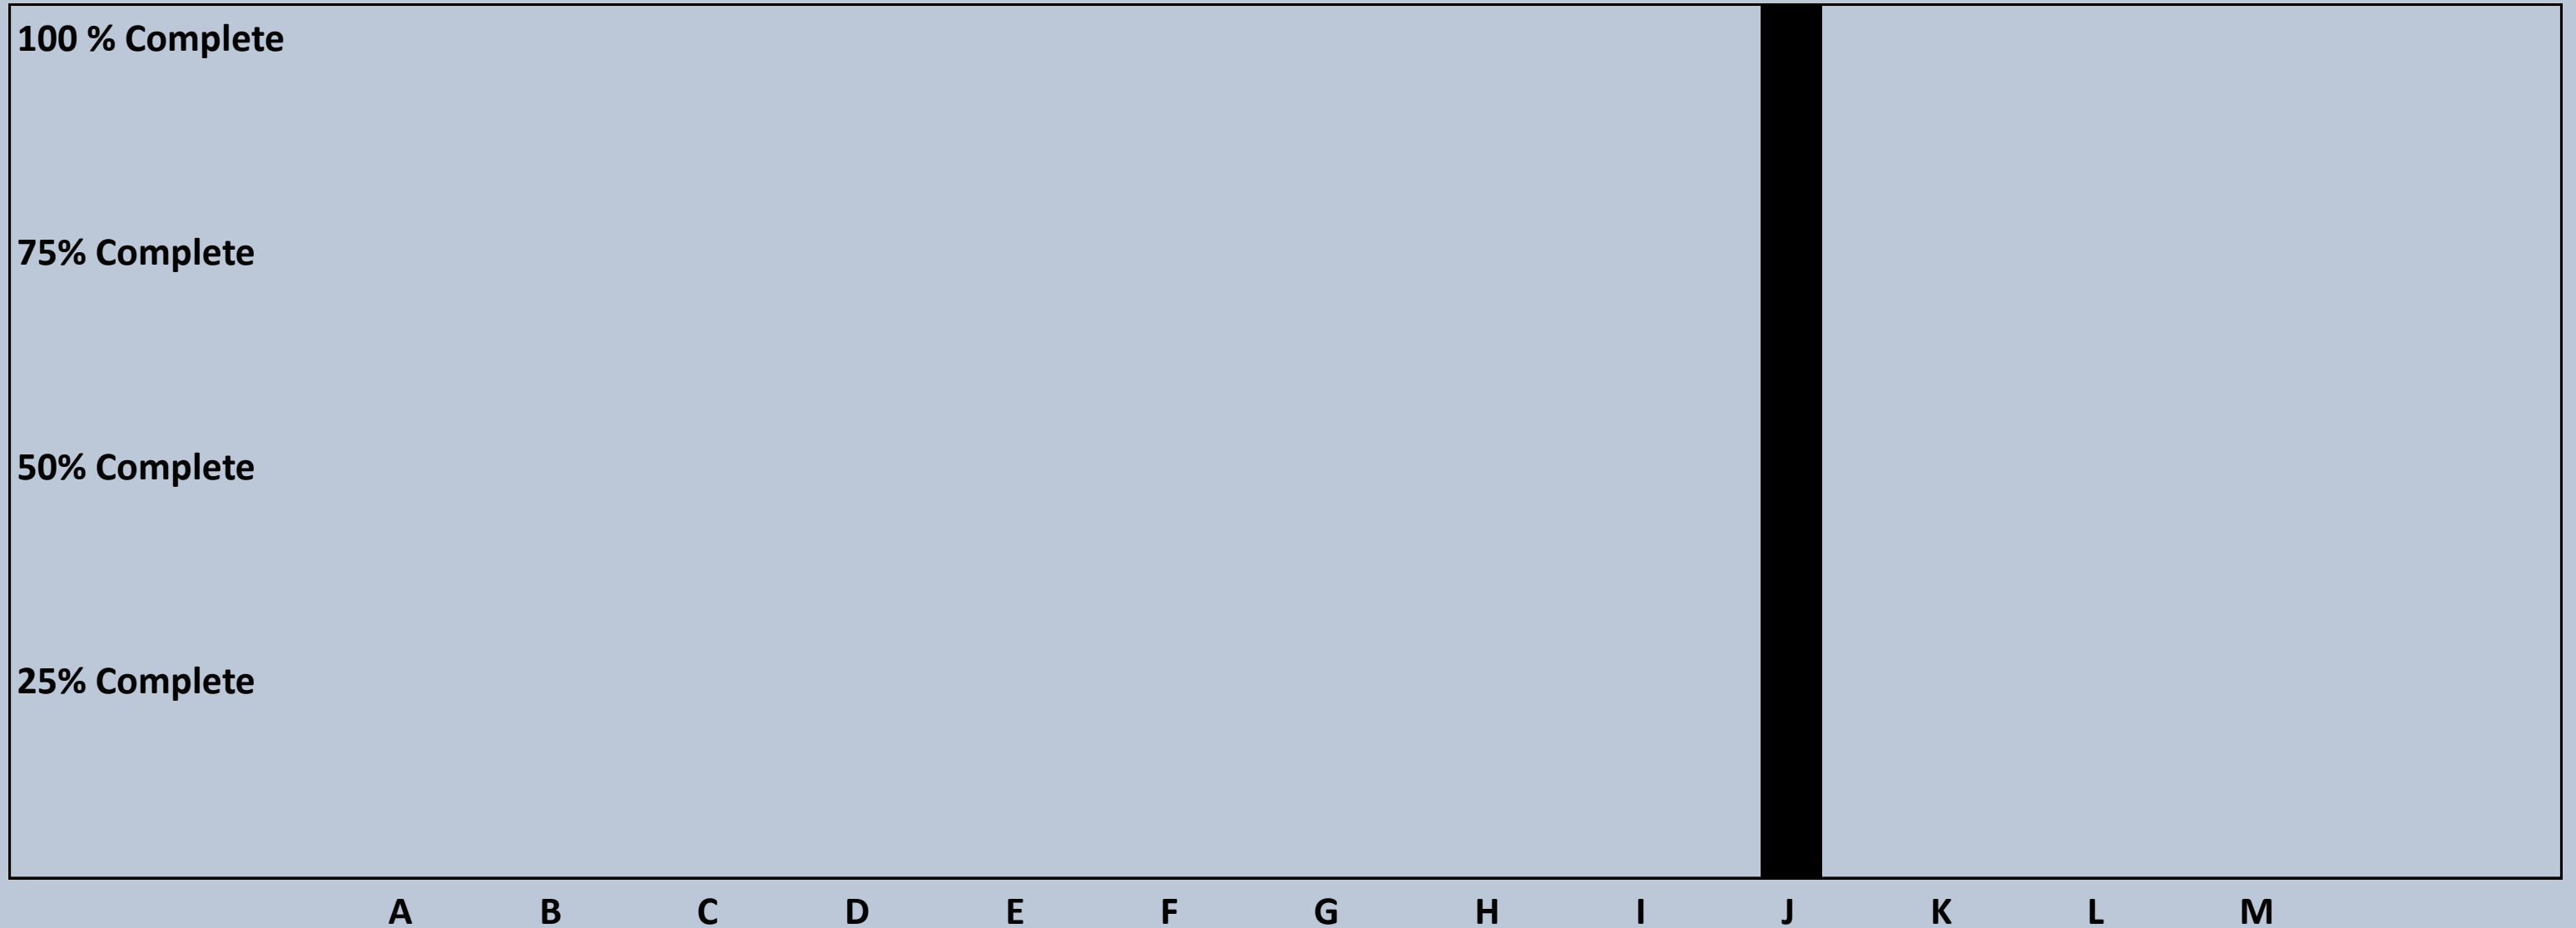 100 % Complete
75% Complete
50% Complete
25% Complete
A B C D E F G H I J K L M